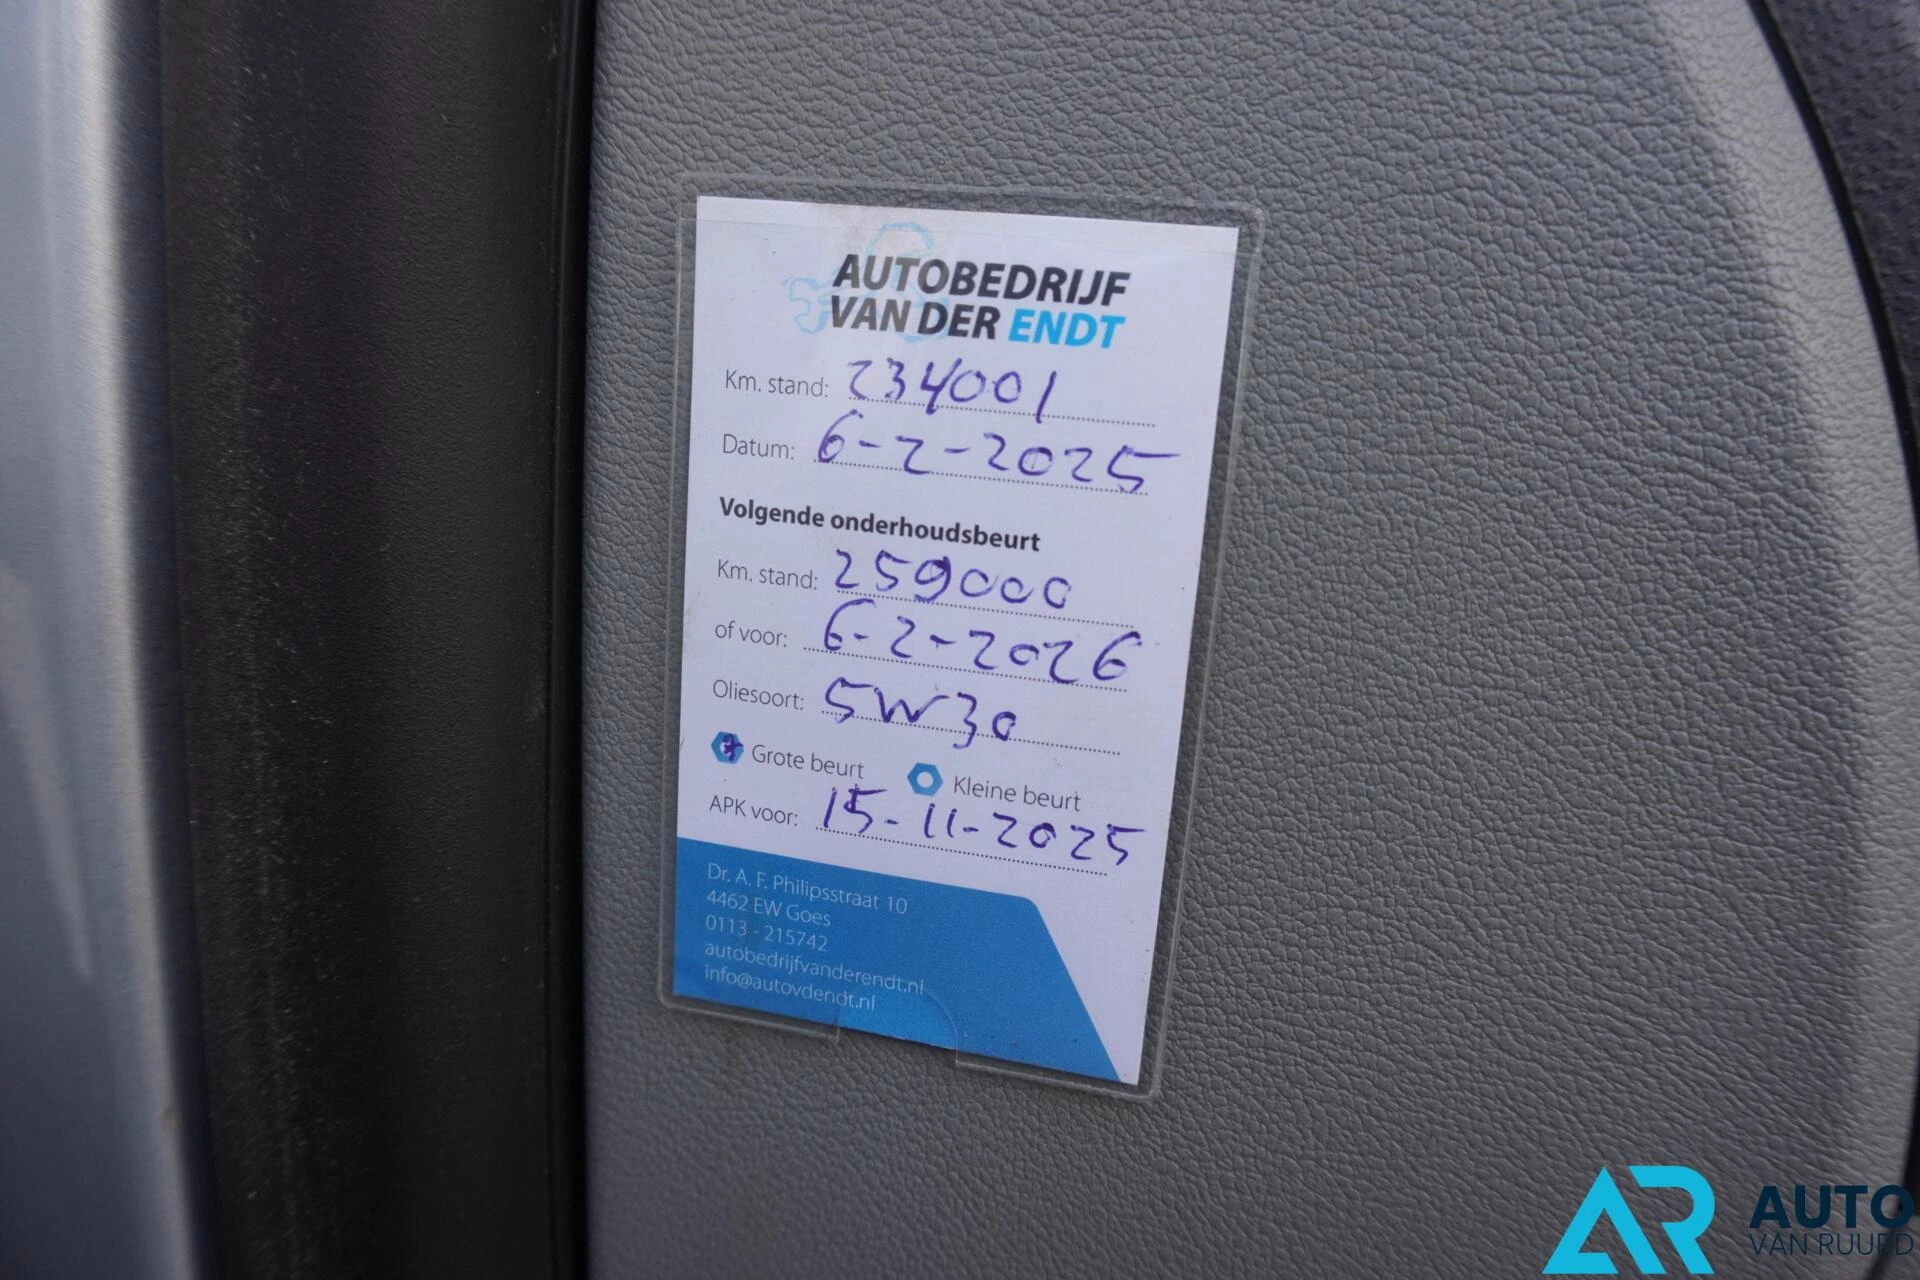 AUTOBEDRIJF
VAN DER ENDT
Km. stand: 234001
Datum: 6-2-2025
Volgende onderhoudsbeurt
Km. stand: 259000
of voor: 6-2-2026
Oliesoort: 5W30
Grote beurt Kleine beurt
APK voor: 15-11-2025
Dr. A. F. Philipsstraat 10
4462 EW Goes
0113 - 215742
autobedrijfvanderendt.nl
info@autovdendt.nl
AR AUTO
VAN RUURD